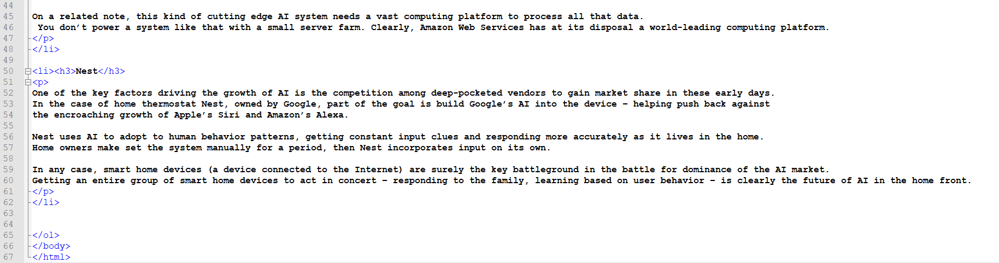 44
45 On a related note, this kind of cutting edge AI system needs a vast computing platform to process all that data.
46  You don’t power a system like that with a small server farm. Clearly, Amazon Web Services has at its disposal a world-leading computing platform.
47 </p>
48 </li>
49
50 <li><h3>Nest</h3>
51 <p>
52 One of the key factors driving the growth of AI is the competition among deep-pocketed vendors to gain market share in these early days.
53 In the case of home thermostat Nest, owned by Google, part of the goal is build Google’s AI into the device – helping push back against
54 the encroaching growth of Apple’s Siri and Amazon’s Alexa.
55
56 Nest uses AI to adopt to human behavior patterns, getting constant input clues and responding more accurately as it lives in the home.
57 Home owners make set the system manually for a period, then Nest incorporates input on its own.
58
59 In any case, smart home devices (a device connected to the Internet) are surely the key battleground in the battle for dominance of the AI market.
60 Getting an entire group of smart home devices to act in concert – responding to the family, learning based on user behavior – is clearly the future of AI in the home front.
61 </p>
62 </li>
63
64
65 </ol>
66 </body>
67 </html>